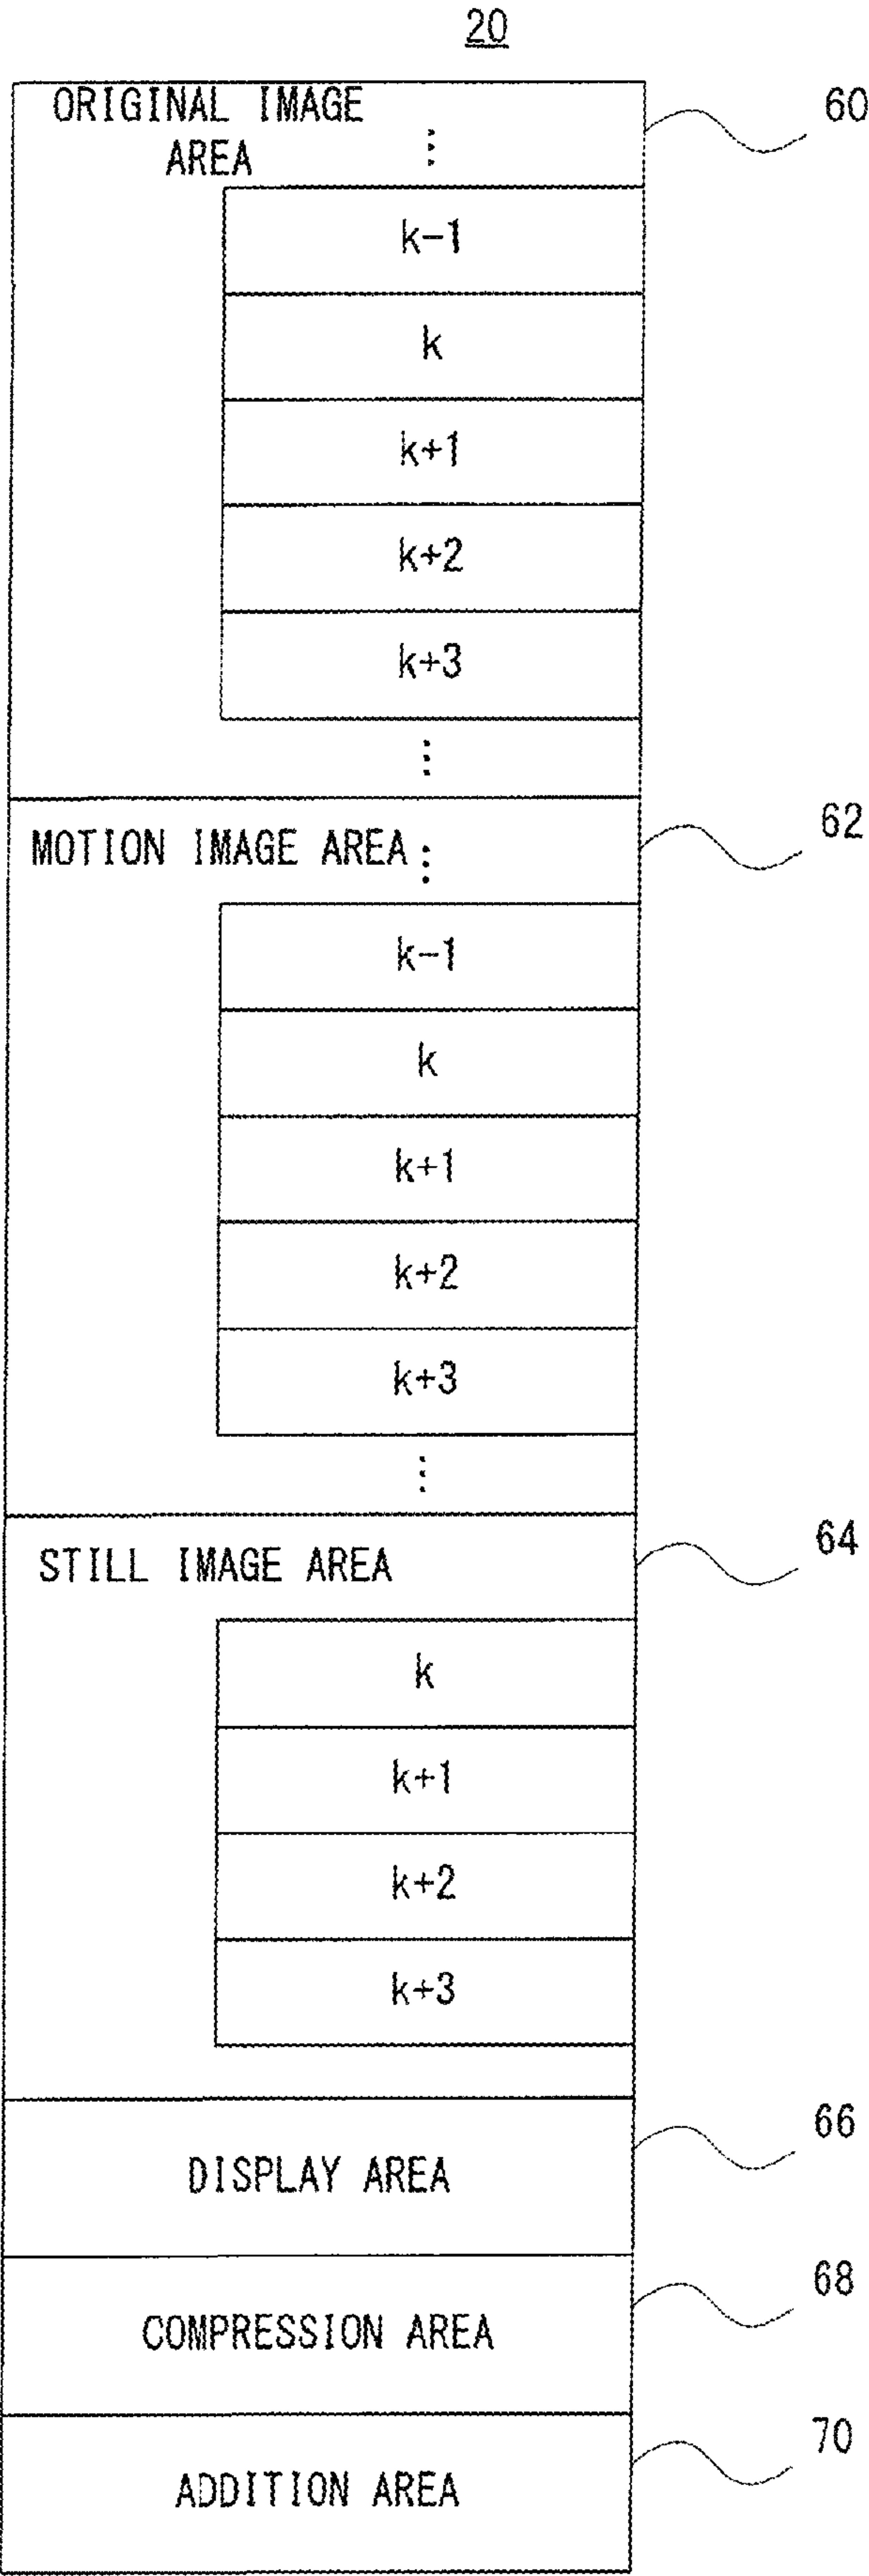 20
ORIGINAL IMAGE
AREA
⋮
60
k-1
k
k+1
k+2
k+3
⋮
MOTION IMAGE AREA
⋮
62
k-1
k
k+1
k+2
k+3
⋮
STILL IMAGE AREA
64
k
k+1
k+2
k+3
DISPLAY AREA
66
COMPRESSION AREA
68
ADDITION AREA
70